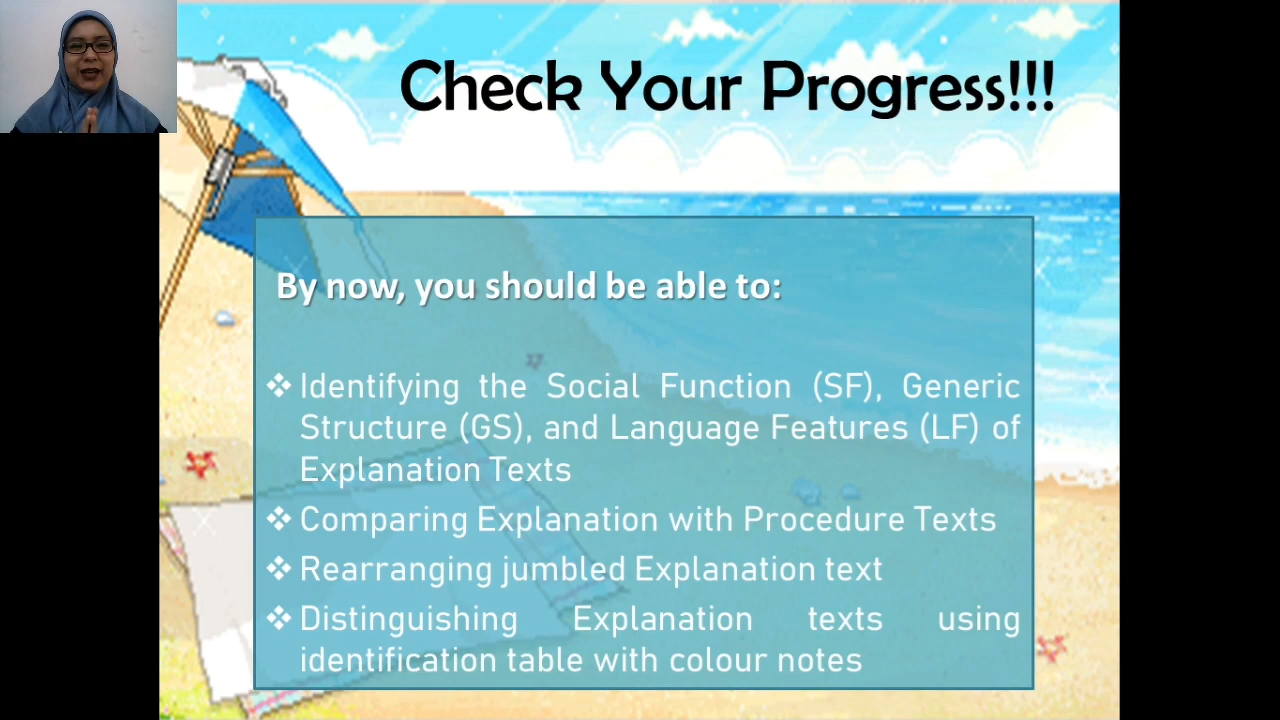 Check Your Progress!!!
By now, you should be able to:
❖ Identifying the Social Function (SF), Generic
Structure (GS), and Language Features (LF) of
Explanation Texts
❖ Comparing Explanation with Procedure Texts
❖ Rearranging jumbled Explanation text
❖ Distinguishing Explanation texts using
identification table with colour notes